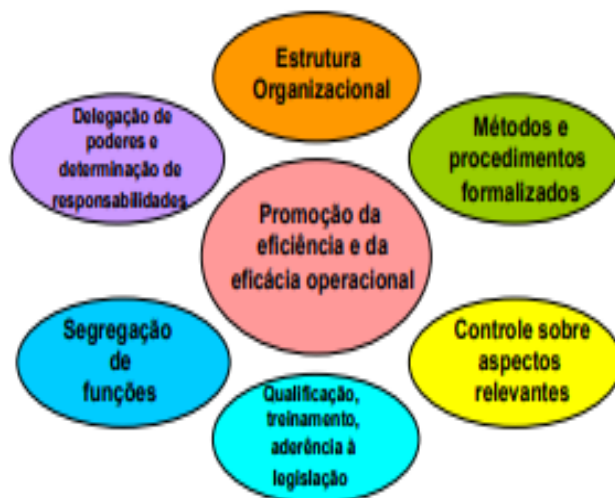 Estrutura
Organizacional
Delegação de
poderes e
determinação de
responsabilidades
Métodos e
procedimentos
formalizados
Promoção da
eficiência e da
eficácia operacional
Segregação
de
funções
Controle sobre
aspectos
relevantes
Qualificação,
treinamento,
aderência à
legislação